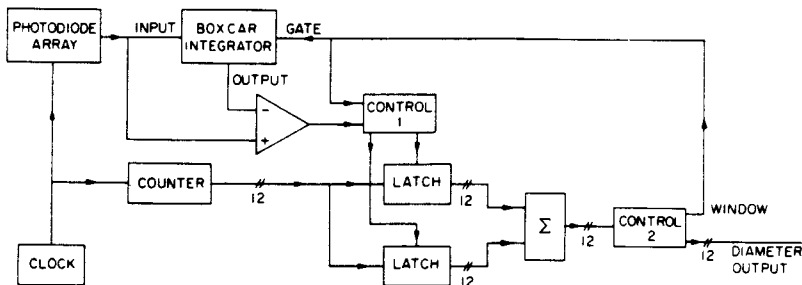 PHOTODIODE
ARRAY
INPUT
BOXCAR
INTEGRATOR
GATE
OUTPUT
−
+
CONTROL
1
COUNTER
12
LATCH
12
Σ
12
CONTROL
2
WINDOW
12
DIAMETER
OUTPUT
CLOCK
LATCH
12